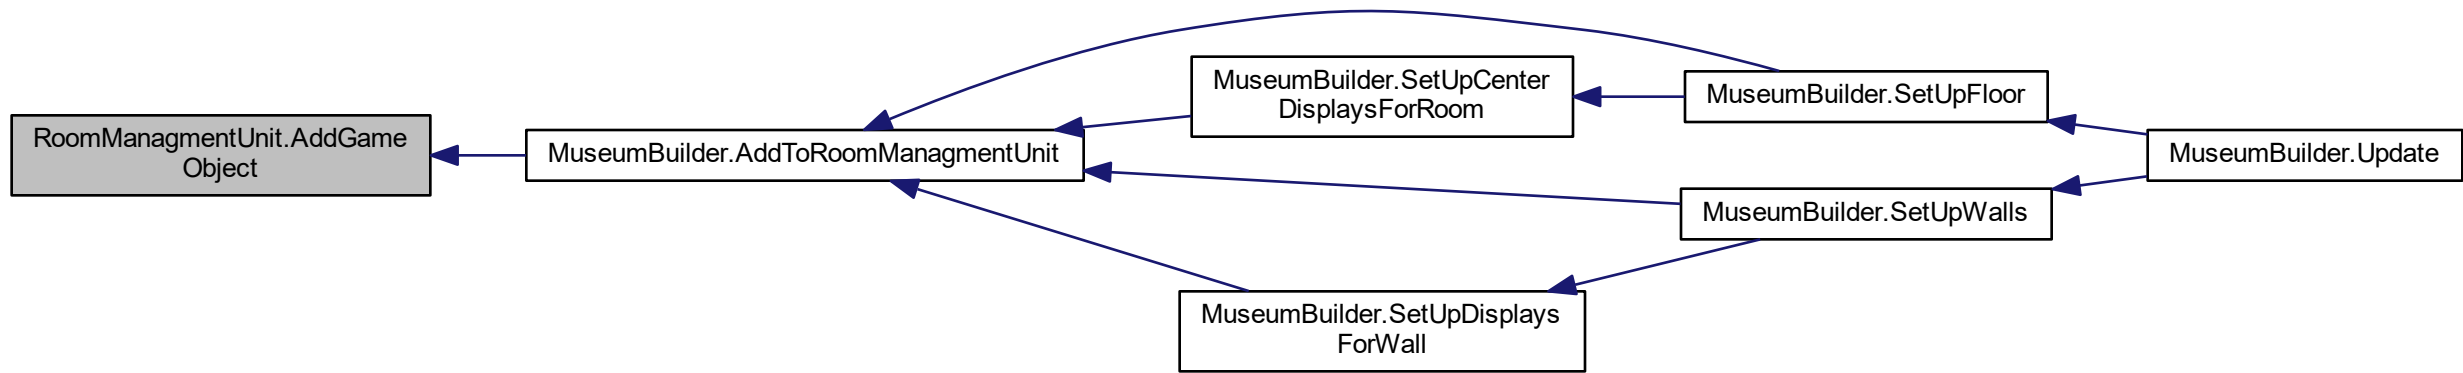 RoomManagmentUnit.AddGame
Object
MuseumBuilder.AddToRoomManagmentUnit
MuseumBuilder.SetUpCenter
DisplaysForRoom
MuseumBuilder.SetUpFloor
MuseumBuilder.Update
MuseumBuilder.SetUpWalls
MuseumBuilder.SetUpDisplays
ForWall